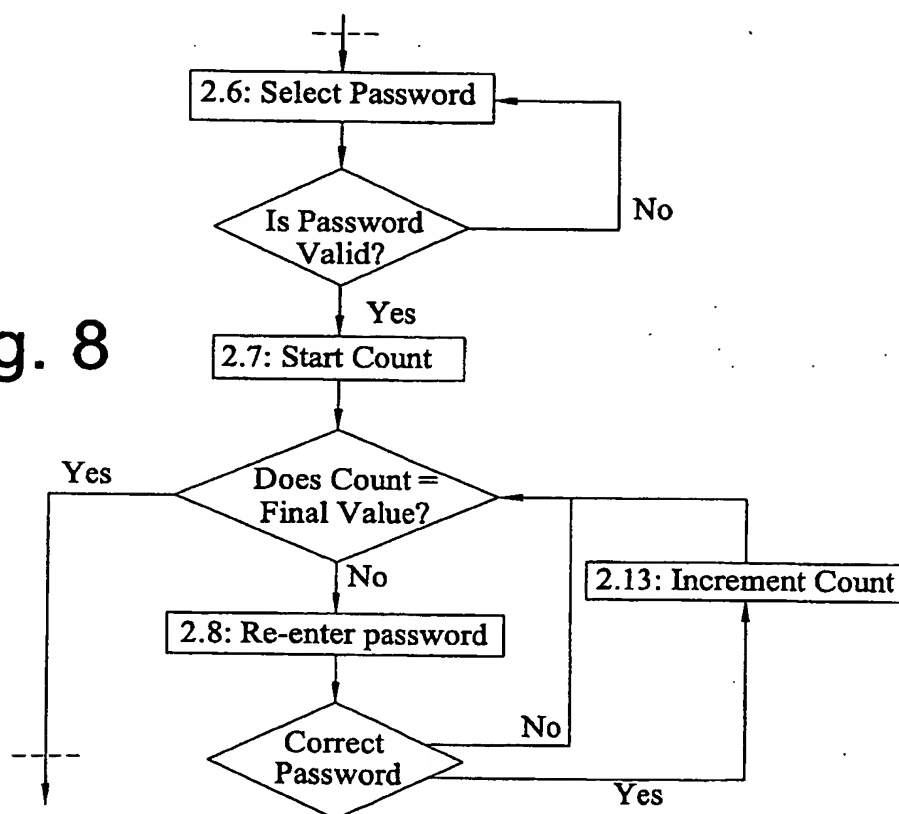 2.6: Select Password
No
Is Password
Valid?
Yes
g. 8
2.7: Start Count
Yes
Does Count =
Final Value?
No
2.13: Increment Count
2.8: Re-enter password
No
Correct
Password
Yes